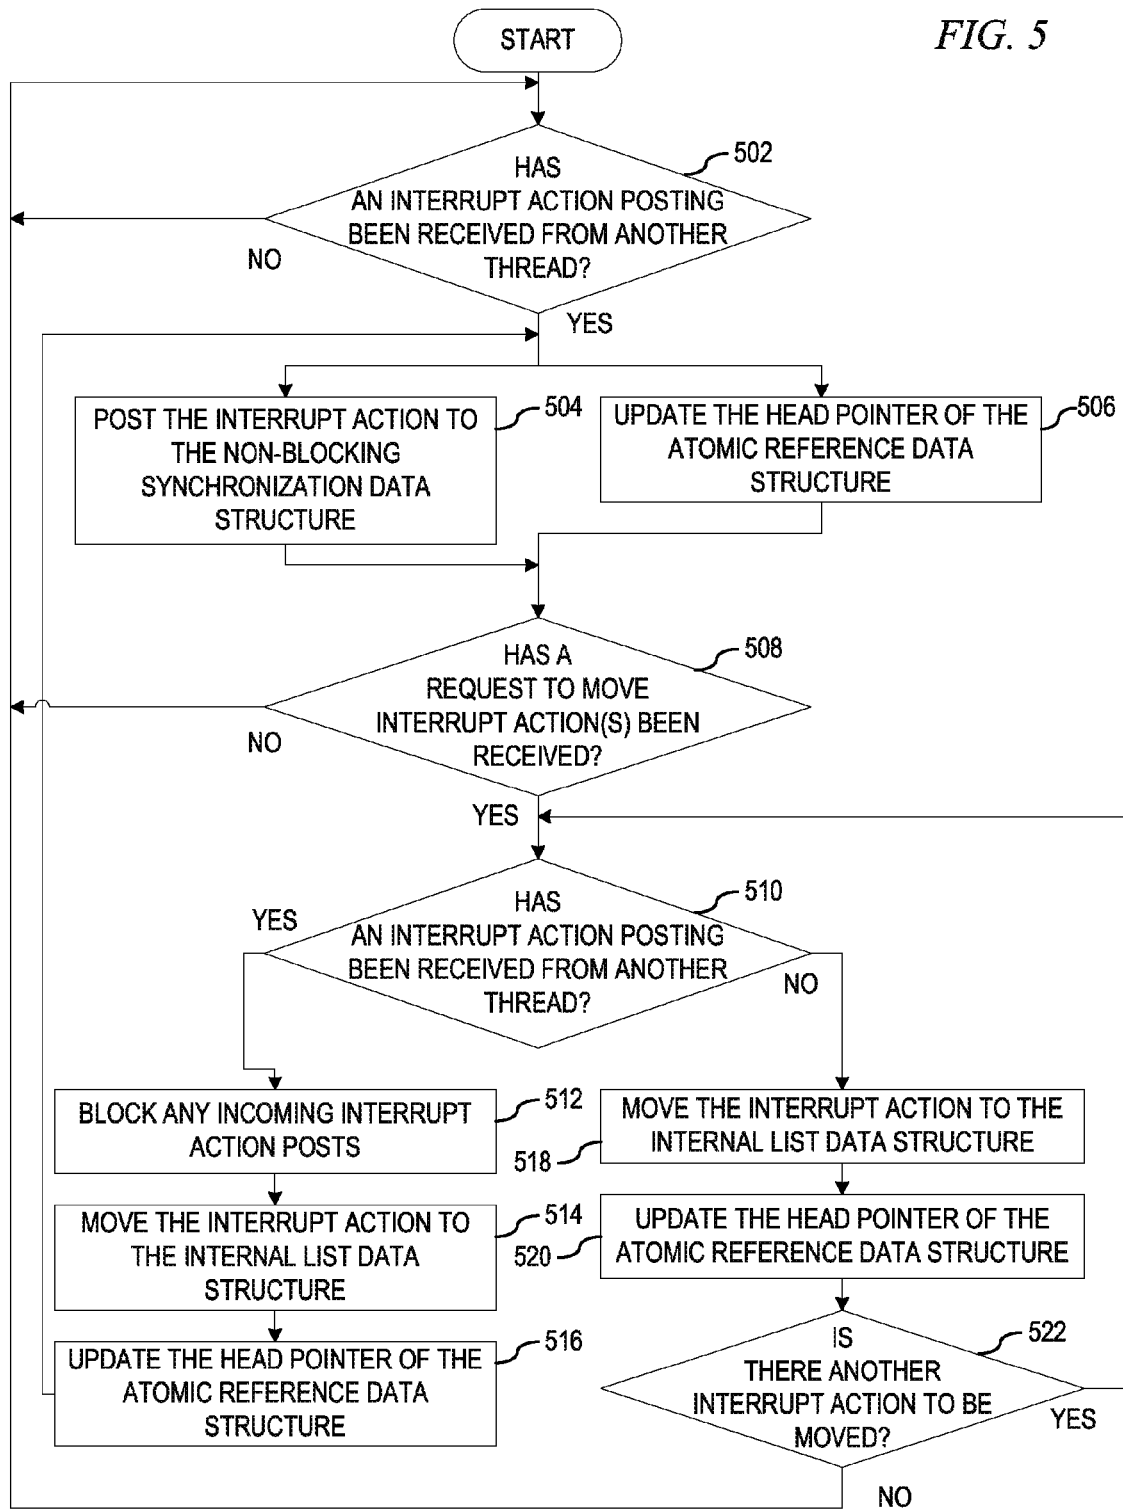 START
FIG. 5
502
HAS
AN INTERRUPT ACTION POSTING
BEEN RECEIVED FROM ANOTHER
THREAD?
NO
YES
504
POST THE INTERRUPT ACTION TO
THE NON-BLOCKING
SYNCHRONIZATION DATA
STRUCTURE
506
UPDATE THE HEAD POINTER OF THE
ATOMIC REFERENCE DATA
STRUCTURE
508
HAS A
REQUEST TO MOVE
INTERRUPT ACTION(S) BEEN
RECEIVED?
NO
YES
510
HAS
AN INTERRUPT ACTION POSTING
BEEN RECEIVED FROM ANOTHER
THREAD?
YES
NO
512
BLOCK ANY INCOMING INTERRUPT
ACTION POSTS
514
MOVE THE INTERRUPT ACTION TO
THE INTERNAL LIST DATA
STRUCTURE
516
UPDATE THE HEAD POINTER OF THE
ATOMIC REFERENCE DATA
STRUCTURE
MOVE THE INTERRUPT ACTION TO THE
INTERNAL LIST DATA STRUCTURE
518
UPDATE THE HEAD POINTER OF THE
ATOMIC REFERENCE DATA STRUCTURE
520
522
IS
THERE ANOTHER
INTERRUPT ACTION TO BE
MOVED?
YES
NO